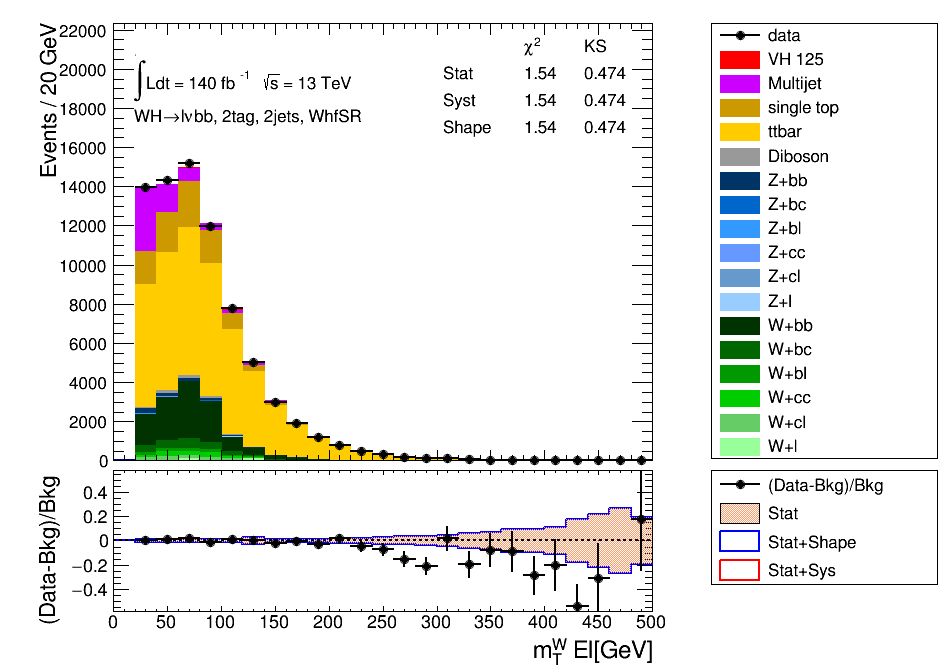 Events / 20 GeV
22000
20000
18000
16000
14000
12000
10000
8000
6000
4000
2000
0
∫Ldt = 140 fb⁻¹ √s = 13 TeV
WH→lνbb, 2tag, 2jets, WhfSR
χ² KS
Stat 1.54 0.474
Syst 1.54 0.474
Shape 1.54 0.474
data
VH 125
Multijet
single top
ttbar
Diboson
Z+bb
Z+bc
Z+bl
Z+cc
Z+cl
Z+l
W+bb
W+bc
W+bl
W+cc
W+cl
W+l
(Data-Bkg)/Bkg
0.4
0.2
0
−0.2
−0.4
0 50 100 150 200 250 300 350 400 450 500
m_T^W El[GeV]
(Data-Bkg)/Bkg
Stat
Stat+Shape
Stat+Sys